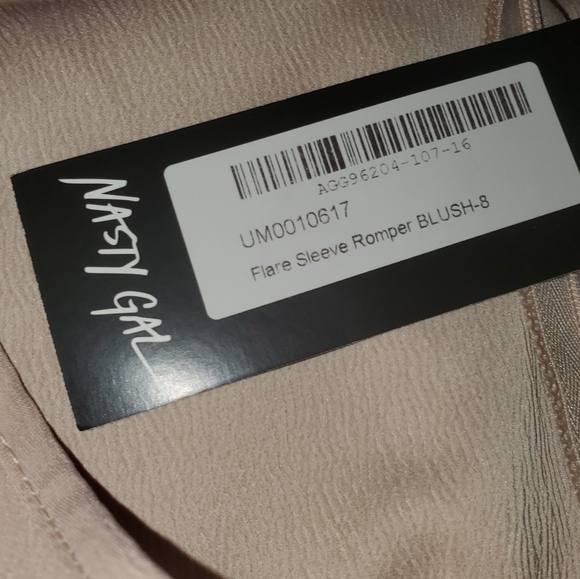 NASTY GAL
AGG96204-107-16
UM0010617
Flare Sleeve Romper BLUSH-8